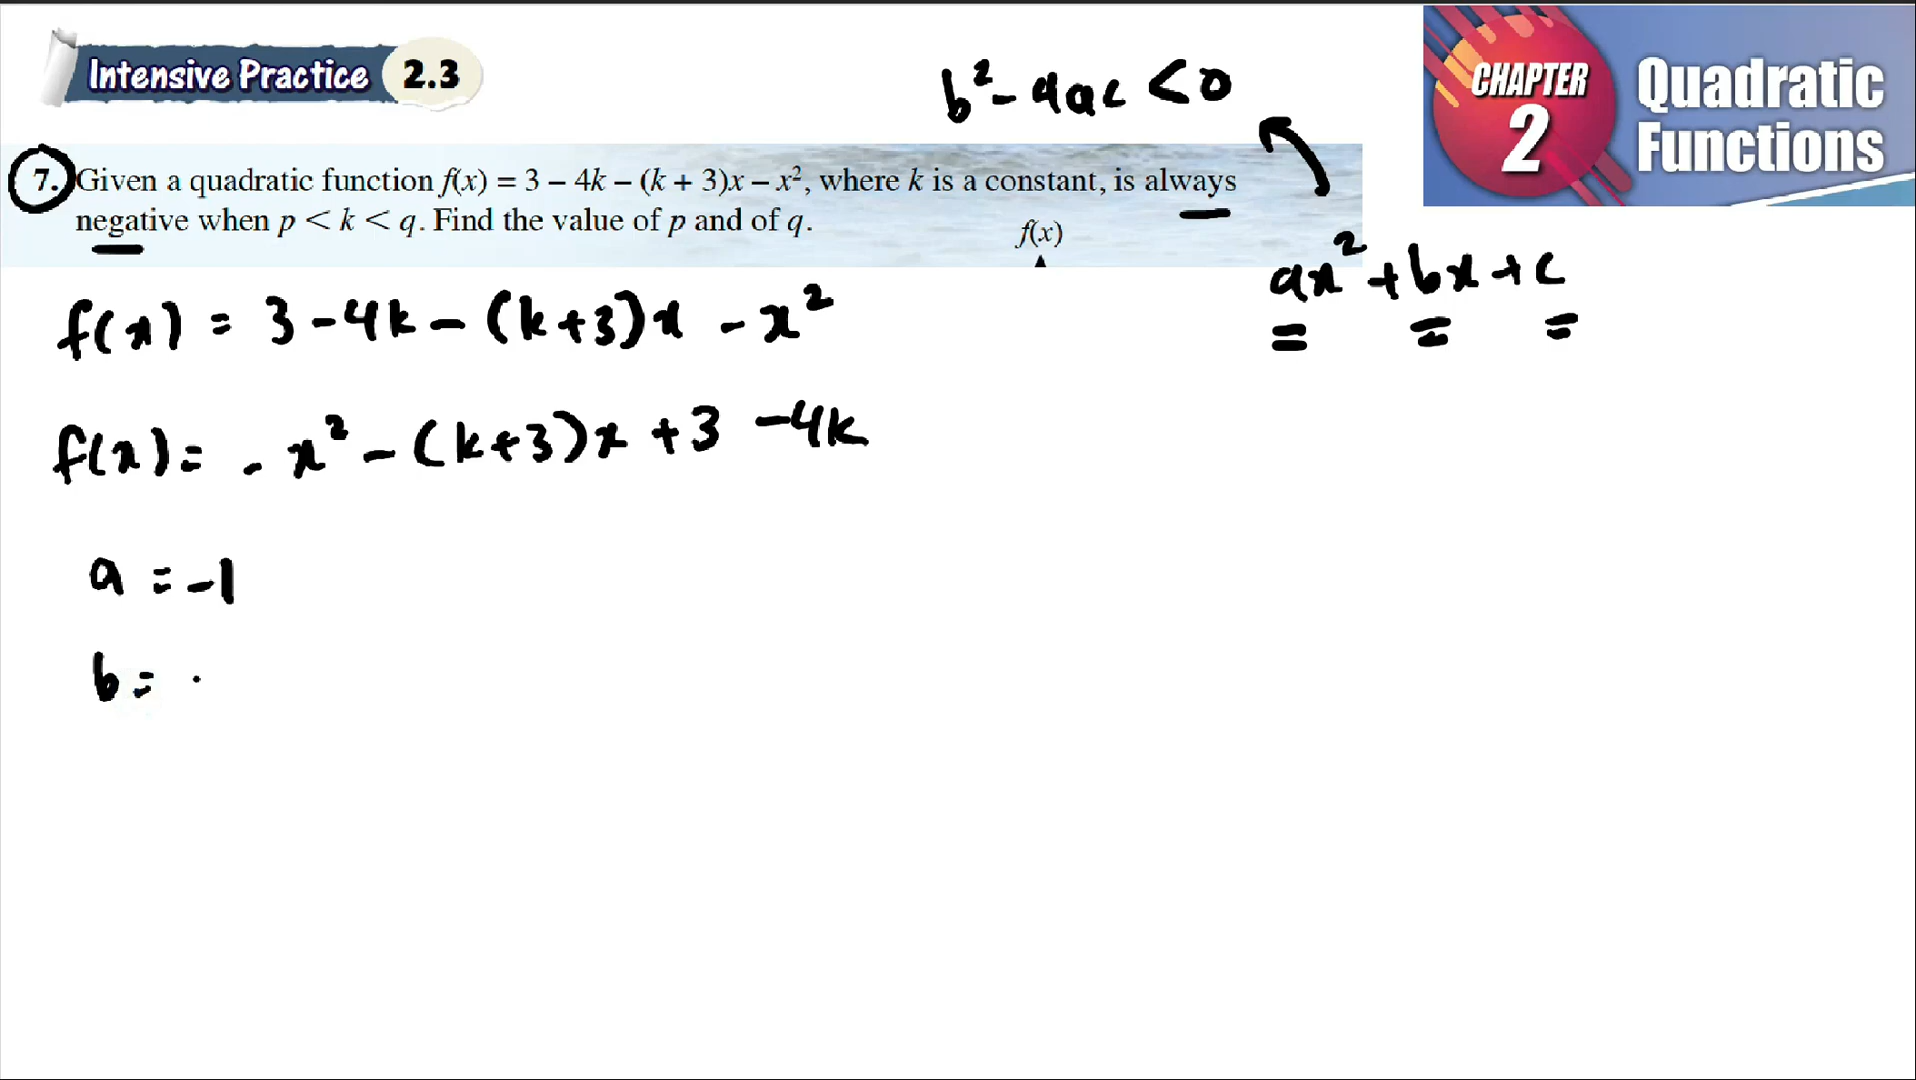 Intensive Practice 2.3
b² - 4ac < 0
CHAPTER 2 Quadratic Functions
7. Given a quadratic function f(x) = 3 – 4k – (k + 3)x – x², where k is a constant, is always
negative when p < k < q. Find the value of p and of q.
f(x)
ax² + bx + c
f(x) = 3 - 4k - (k+3)x - x²
f(x) = - x² - (k+3)x + 3 - 4k
a = -1
b =